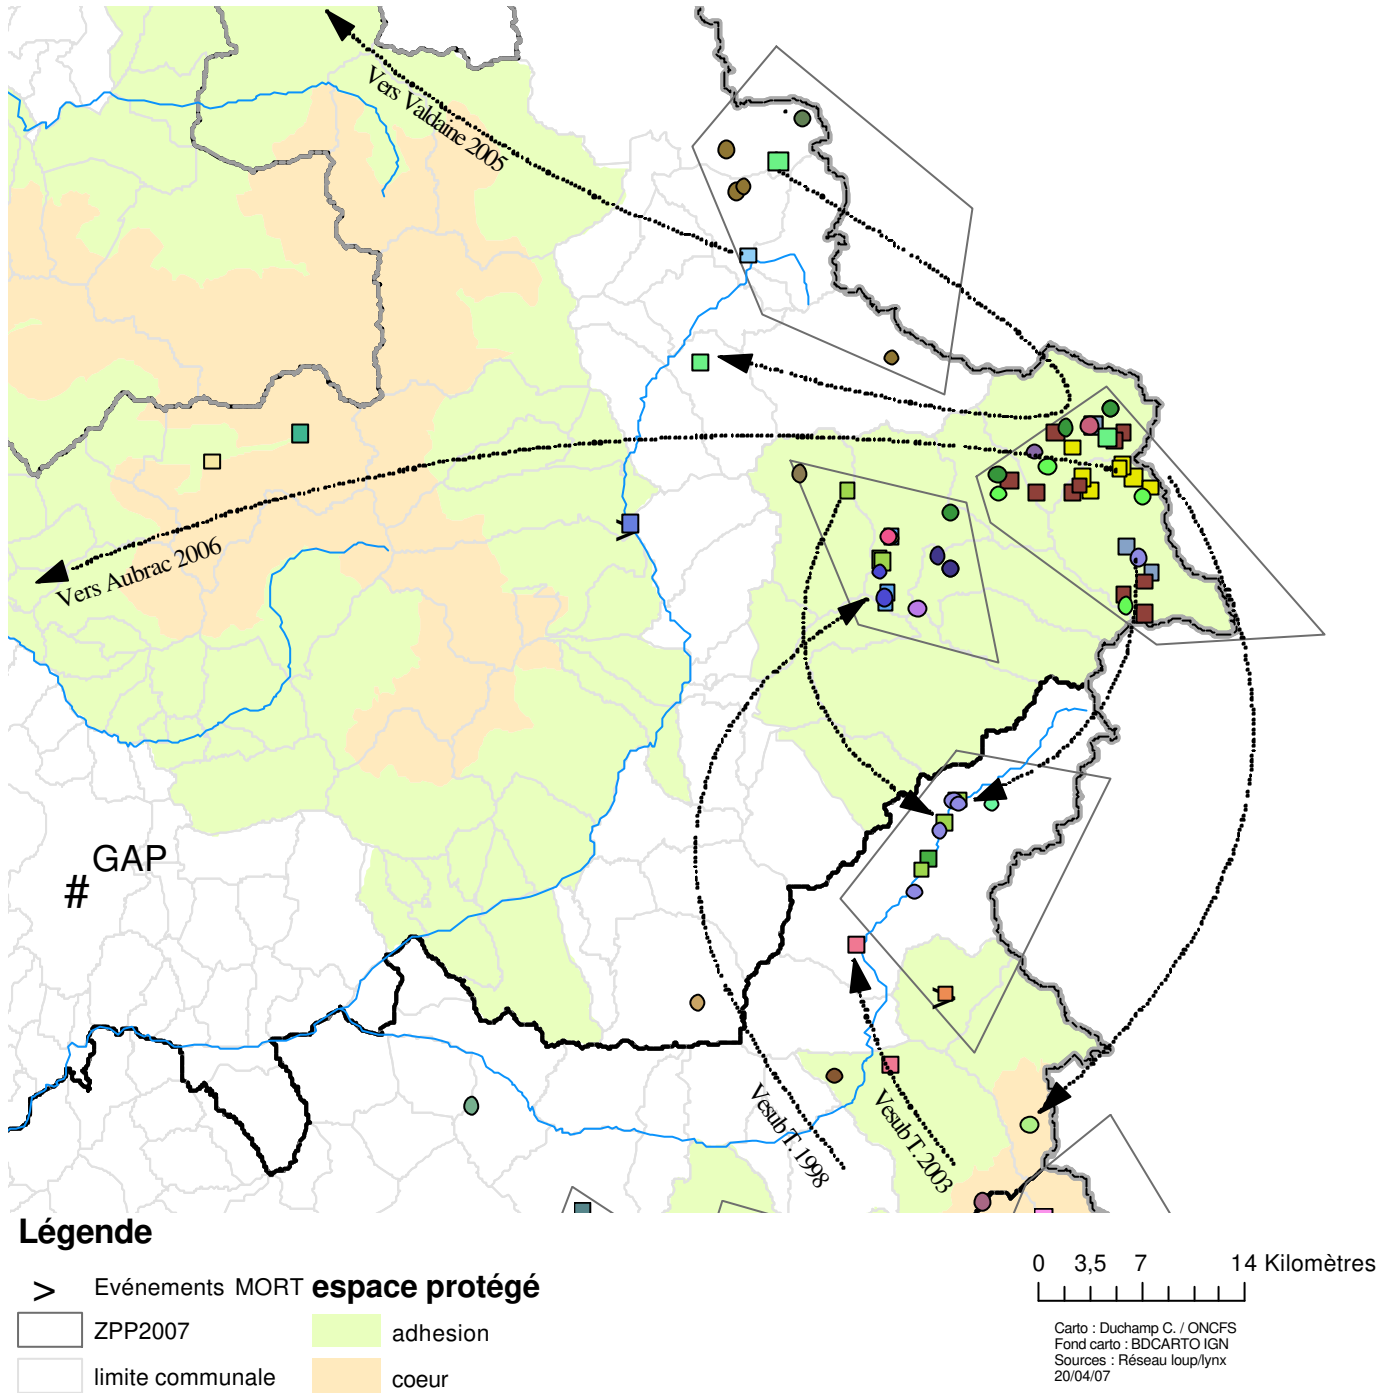 Vers Valdaine 2005
Vers Aubrac 2006
GAP
#
Vesub T. 1998
Vesub T. 2003
Légende
> Evénements MORT
ZPP2007
limite communale
espace protégé
adhesion
coeur
0 3,5 7 14 Kilomètres
Carto : Duchamp C. / ONCFS
Fond carto : BDCARTO IGN
Sources : Réseau loup/lynx
20/04/07